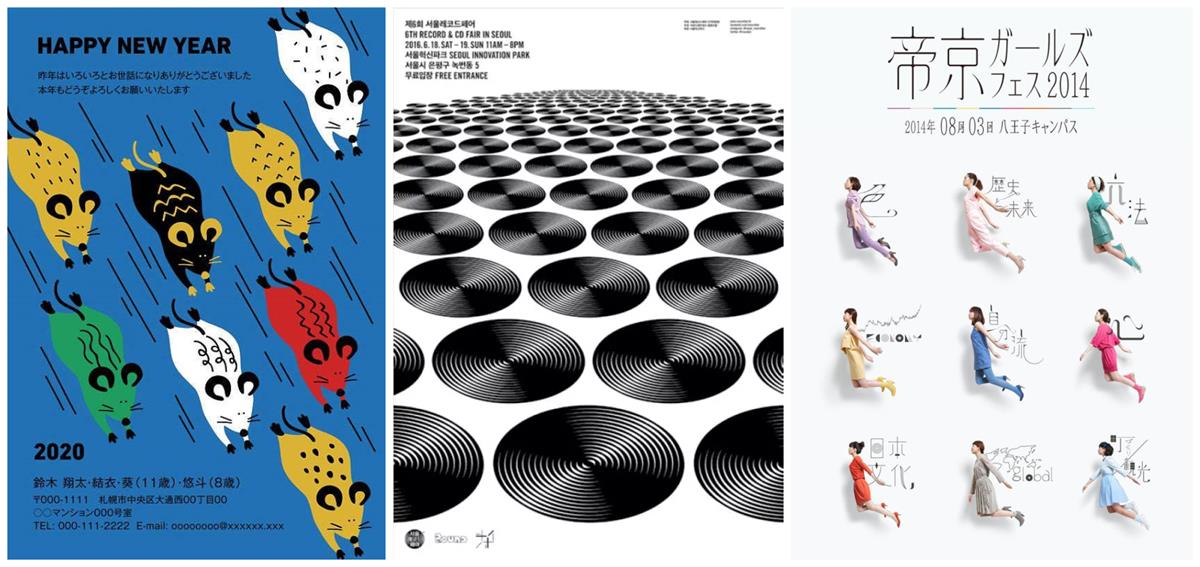 HAPPY NEW YEAR
昨年はいろいろとお世話になりありがとうございました
本年もどうぞよろしくお願いいたします
2020
鈴木 翔太・結衣・葵(11歳)・悠斗(8歳)
〒000-1111 札幌市中央区大通西00丁目00
○○マンション000号室
TEL: 000-111-2222 E-mail: oooooooo@xxxxxx.xxx
제6회 서울레코드페어
6TH RECORD & CD FAIR IN SEOUL
2016. 6. 18. SAT – 19. SUN 11AM – 8PM
서울혁신파크 SEOUL INNOVATION PARK
서울시 은평구 녹번동 5
무료입장 FREE ENTRANCE
ROUND
帝京ガールズ
フェス2014
2014年 08月 03日 八王子キャンパス
色
歴史
未来
六法
ECONOMY
自分流
心
日本
文化
global
観光